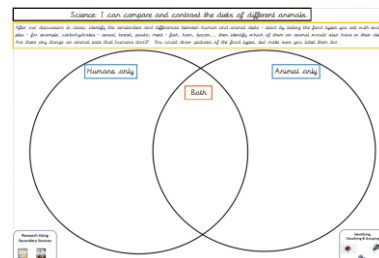 Science: I can compare and contrast the diets of different animals.
After our discussion in class, identify the similarities and differences between human and animal diets - start by listing the food types you eat with exam
ples - for example, carbohydrates - cereal, bread, pasta; meat - fish, ham, bacon.... then identify which of them an animal would also have in their die
Are there any things an animal eats that humans don't? You could draw pictures of the food types, but make sure you label them too.
Humans only
Animal only
Both
Research Using
Secondary Sources
Identifying,
Classifying & Grouping